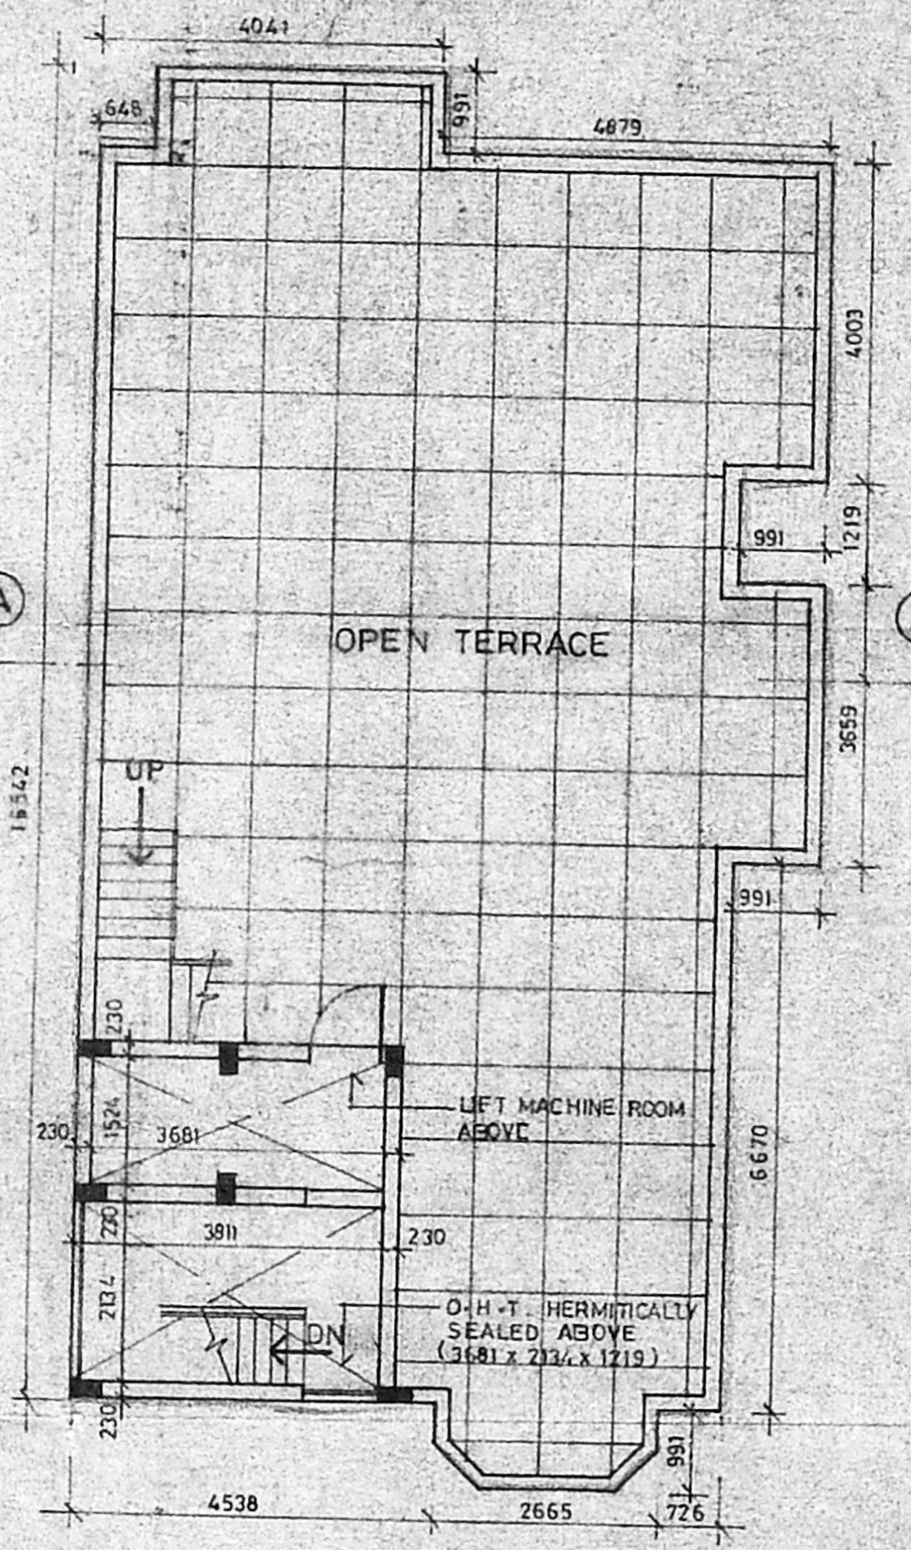 4041
648
991
4879
4003
991
1219
OPEN TERRACE
3659
UP
991
230
LIFT MACHINE ROOM
ABOVE
1524
230
3681
6670
230
3811
230
2134
O.H.T. HERMITICALLY
SEALED ABOVE
(3681 x 2134 x 1219)
DN
230
991
4538
2665
726